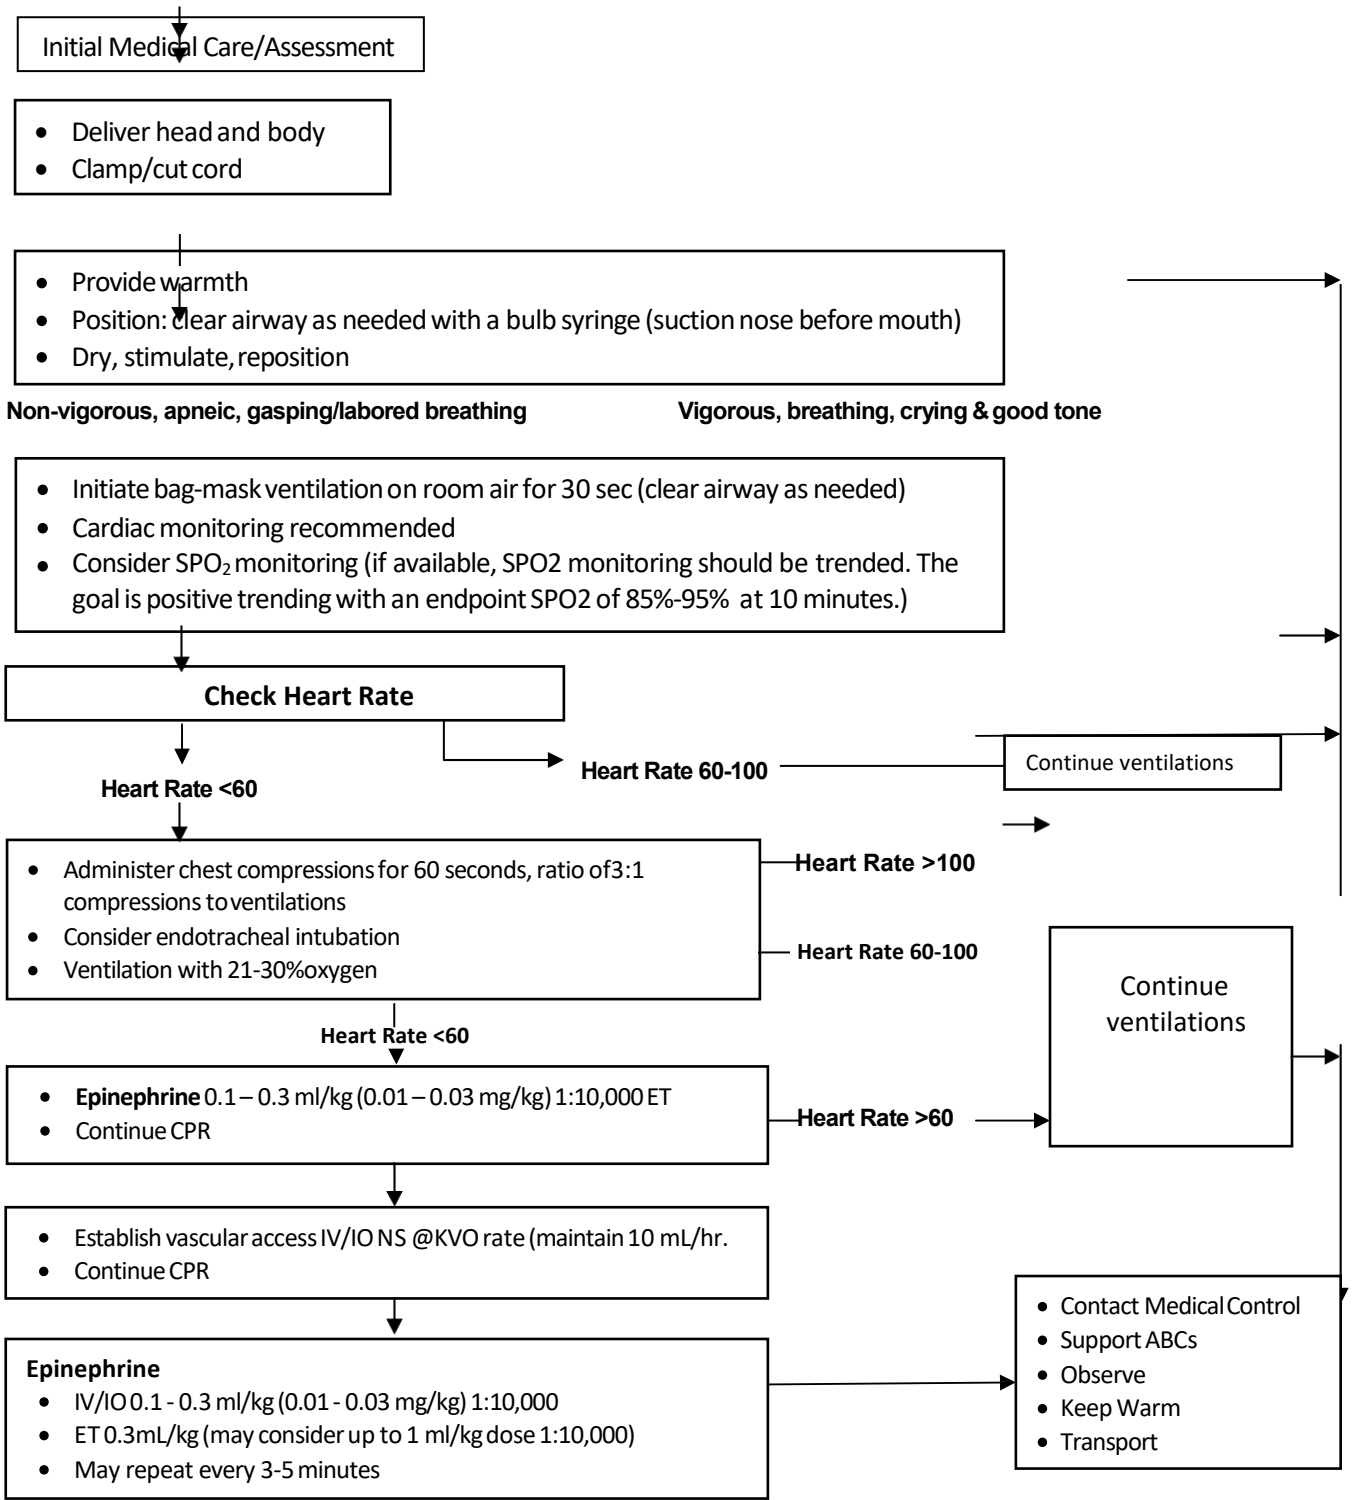 Initial Medical Care/Assessment
• Deliver head and body
• Clamp/cut cord
• Provide warmth
• Position: clear airway as needed with a bulb syringe (suction nose before mouth)
• Dry, stimulate, reposition
Non-vigorous, apneic, gasping/labored breathing
Vigorous, breathing, crying & good tone
• Initiate bag-mask ventilation on room air for 30 sec (clear airway as needed)
• Cardiac monitoring recommended
• Consider SPO₂ monitoring (if available, SPO2 monitoring should be trended. The
goal is positive trending with an endpoint SPO2 of 85%-95% at 10 minutes.)
Check Heart Rate
Heart Rate 60-100
Continue ventilations
Heart Rate <60
• Administer chest compressions for 60 seconds, ratio of3:1
compressions to ventilations
• Consider endotracheal intubation
• Ventilation with 21-30%oxygen
Heart Rate >100
Heart Rate 60-100
Continue
ventilations
Heart Rate <60
• Epinephrine 0.1 – 0.3 ml/kg (0.01 – 0.03 mg/kg) 1:10,000 ET
• Continue CPR
Heart Rate >60
• Establish vascular access IV/IO NS @KVO rate (maintain 10 mL/hr.
• Continue CPR
Epinephrine
• IV/IO 0.1 - 0.3 ml/kg (0.01 - 0.03 mg/kg) 1:10,000
• ET 0.3mL/kg (may consider up to 1 ml/kg dose 1:10,000)
• May repeat every 3-5 minutes
• Contact Medical Control
• Support ABCs
• Observe
• Keep Warm
• Transport